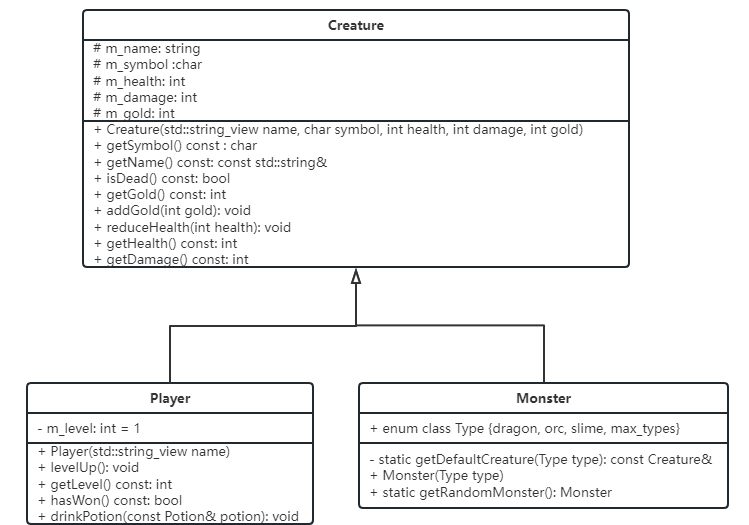 Creature
# m_name: string
# m_symbol :char
# m_health: int
# m_damage: int
# m_gold: int
+ Creature(std::string_view name, char symbol, int health, int damage, int gold)
+ getSymbol() const : char
+ getName() const: const std::string&
+ isDead() const: bool
+ getGold() const: int
+ addGold(int gold): void
+ reduceHealth(int health): void
+ getHealth() const: int
+ getDamage() const: int
Player
- m_level: int = 1
+ Player(std::string_view name)
+ levelUp(): void
+ getLevel() const: int
+ hasWon() const: bool
+ drinkPotion(const Potion& potion): void
Monster
+ enum class Type {dragon, orc, slime, max_types}
- static getDefaultCreature(Type type): const Creature&
+ Monster(Type type)
+ static getRandomMonster(): Monster